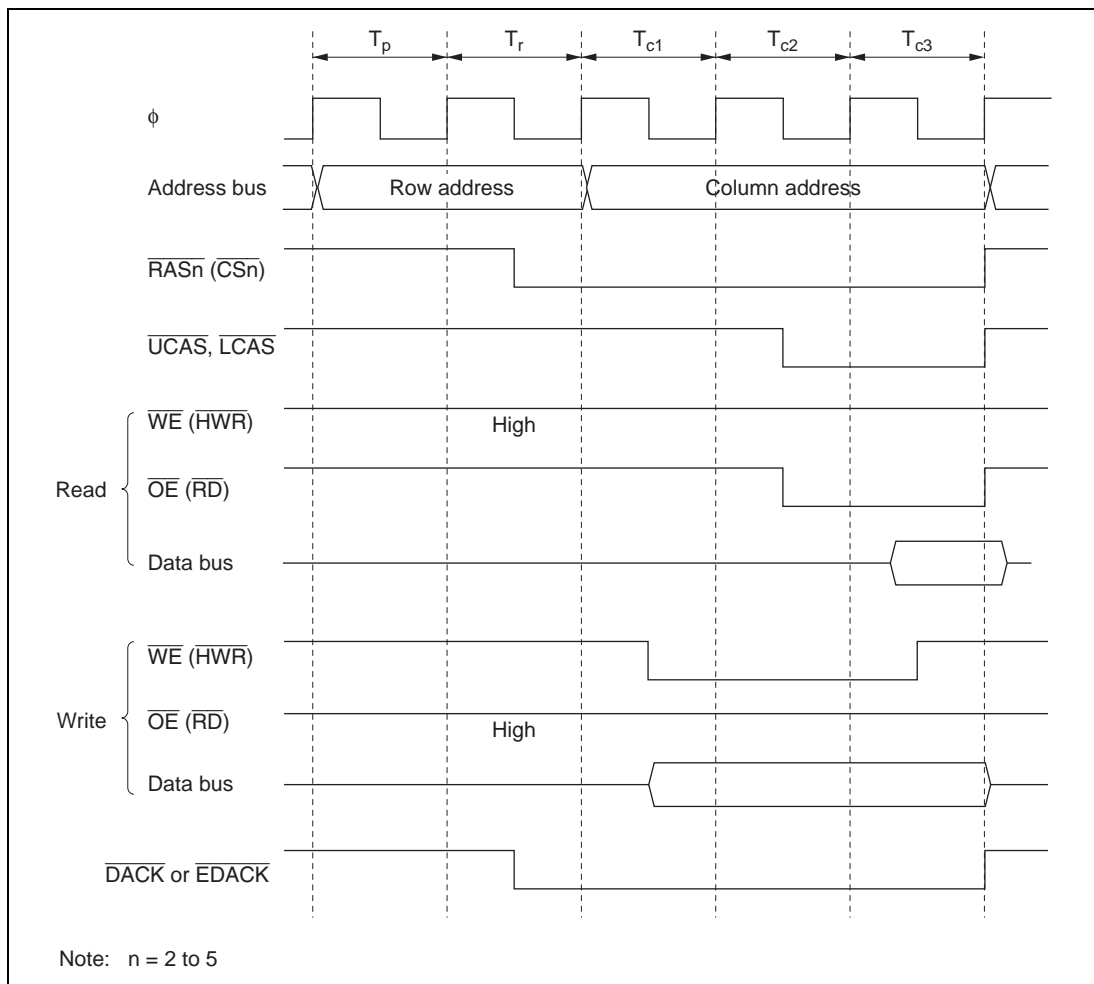 Tp Tr Tc1 Tc2 Tc3
ϕ
Address bus Row address Column address
RASn (CSn)
UCAS, LCAS
Read
WE (HWR) High
OE (RD)
Data bus
Write
WE (HWR)
OE (RD) High
Data bus
DACK or EDACK
Note: n = 2 to 5